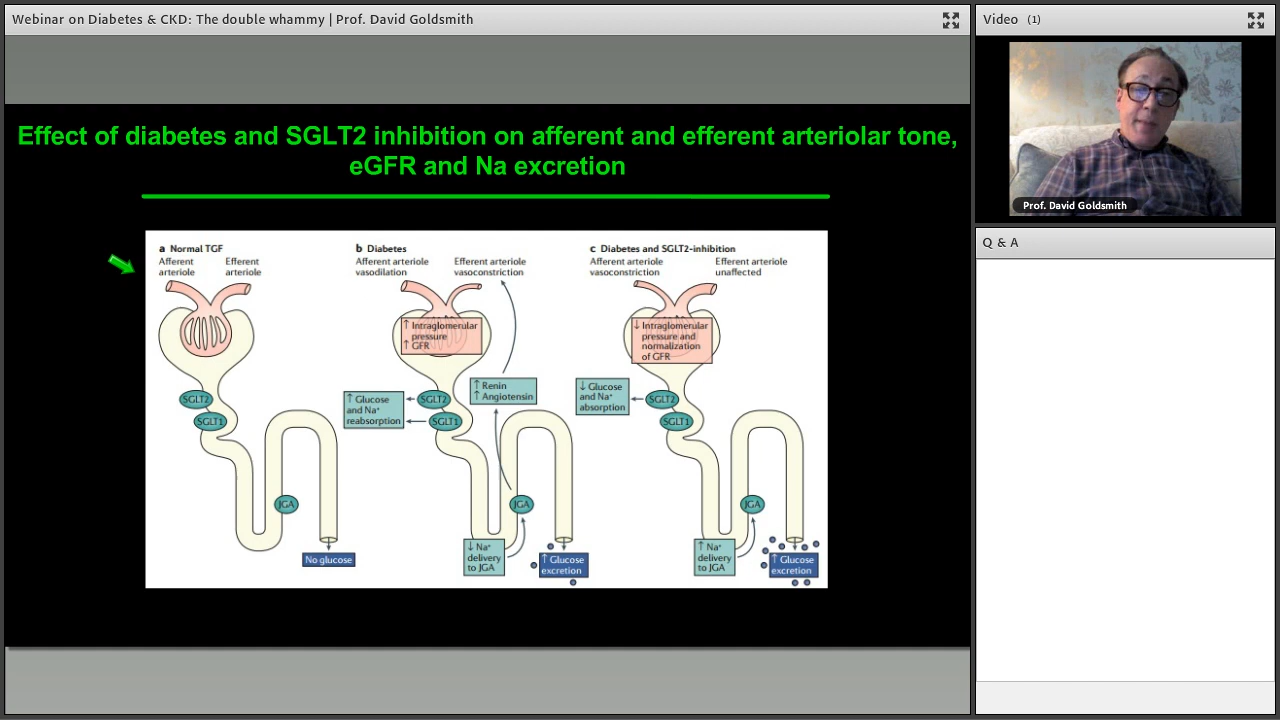 Webinar on Diabetes & CKD: The double whammy | Prof. David Goldsmith
Video (1)
Prof. David Goldsmith
Q & A
Effect of diabetes and SGLT2 inhibition on afferent and efferent arteriolar tone,
eGFR and Na excretion
a Normal TGF
Afferent
arteriole
Efferent
arteriole
SGLT2
SGLT1
JGA
No glucose
b Diabetes
Afferent arteriole
vasodilation
Efferent arteriole
vasoconstriction
↑ Intraglomerular
pressure
↑ GFR
↑ Renin
↑ Angiotensin
↑ Glucose
and Na⁺
reabsorption
SGLT2
SGLT1
JGA
↓ Na⁺
delivery
to JGA
↑ Glucose
excretion
c Diabetes and SGLT2-inhibition
Afferent arteriole
vasoconstriction
Efferent arteriole
unaffected
↓ Intraglomerular
pressure and
normalization
of GFR
↓ Glucose
and Na⁺
absorption
SGLT2
SGLT1
JGA
↑ Na⁺
delivery
to JGA
↑ Glucose
excretion